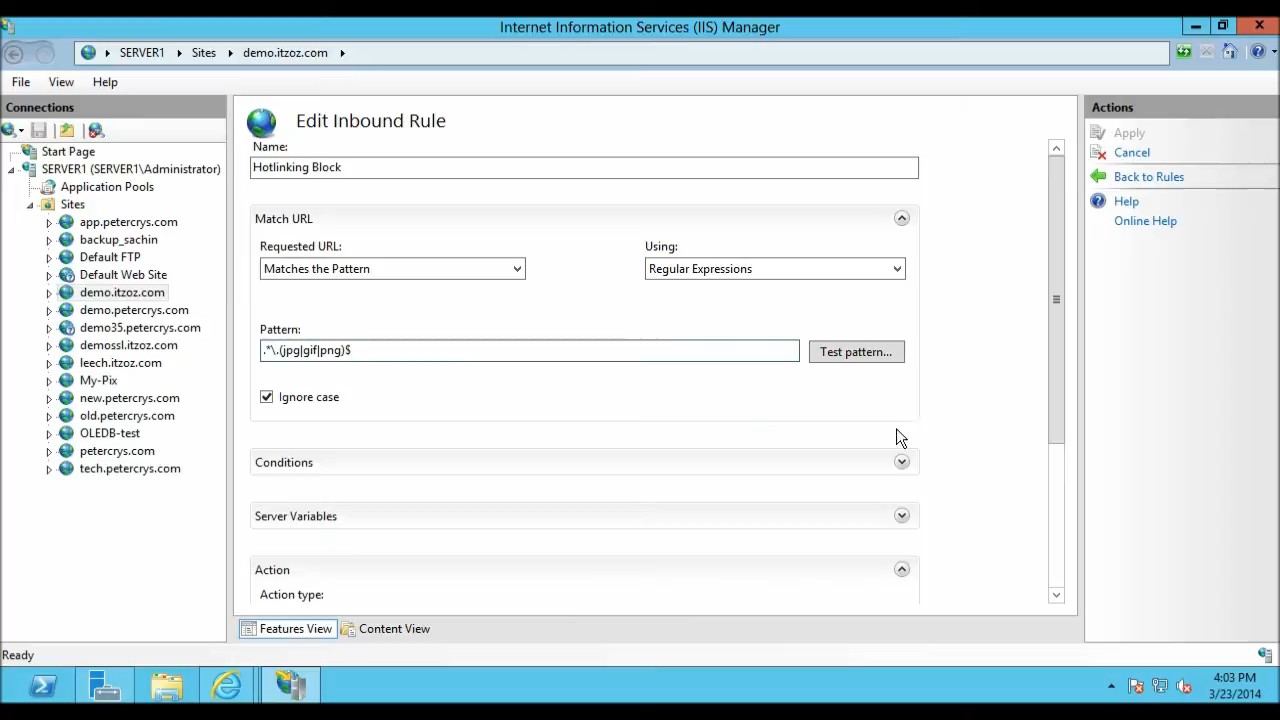 Internet Information Services (IIS) Manager
SERVER1 Sites demo.itzoz.com
File View Help
Connections
Start Page
SERVER1 (SERVER1\Administrator)
Application Pools
Sites
app.petercrys.com
backup_sachin
Default FTP
Default Web Site
demo.itzoz.com
demo.petercrys.com
demo35.petercrys.com
demossl.itzoz.com
leech.itzoz.com
My-Pix
new.petercrys.com
old.petercrys.com
OLEDB-test
petercrys.com
tech.petercrys.com
Edit Inbound Rule
Name:
Hotlinking Block
Match URL
Requested URL: Using:
Matches the Pattern Regular Expressions
Pattern:
.*\.(jpg|gif|png)$ Test pattern...
Ignore case
Conditions
Server Variables
Action
Action type:
Features View Content View
Actions
Apply
Cancel
Back to Rules
Help
Online Help
Ready
4:03 PM
3/23/2014